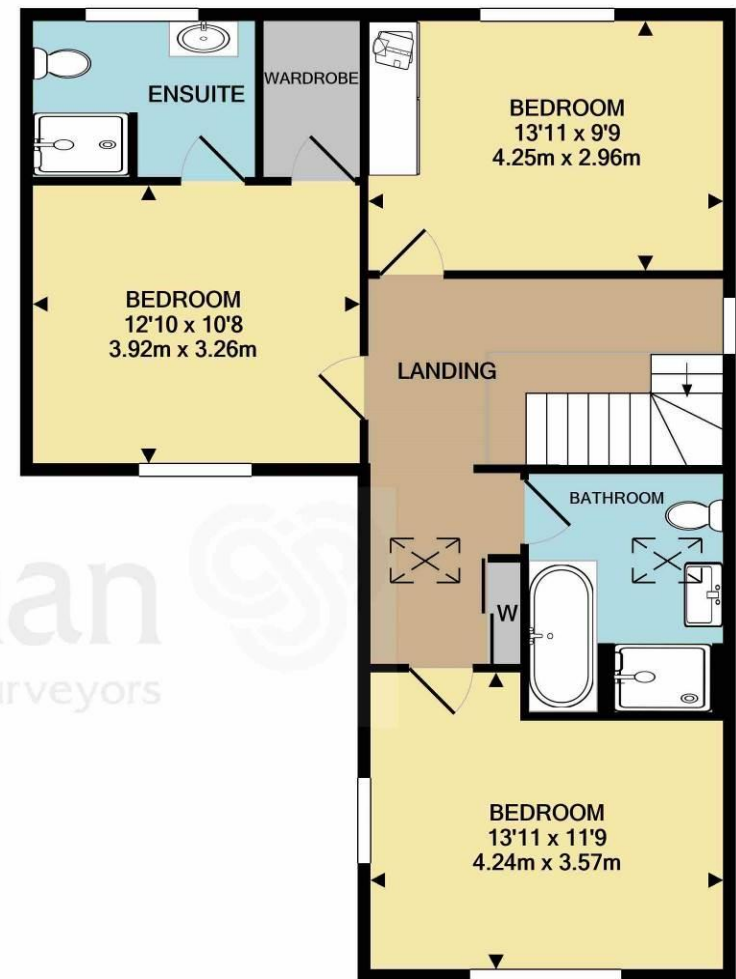 ENSUITE
WARDROBE
BEDROOM
13'11 x 9'9
4.25m x 2.96m
BEDROOM
12'10 x 10'8
3.92m x 3.26m
LANDING
BATHROOM
W
BEDROOM
13'11 x 11'9
4.24m x 3.57m